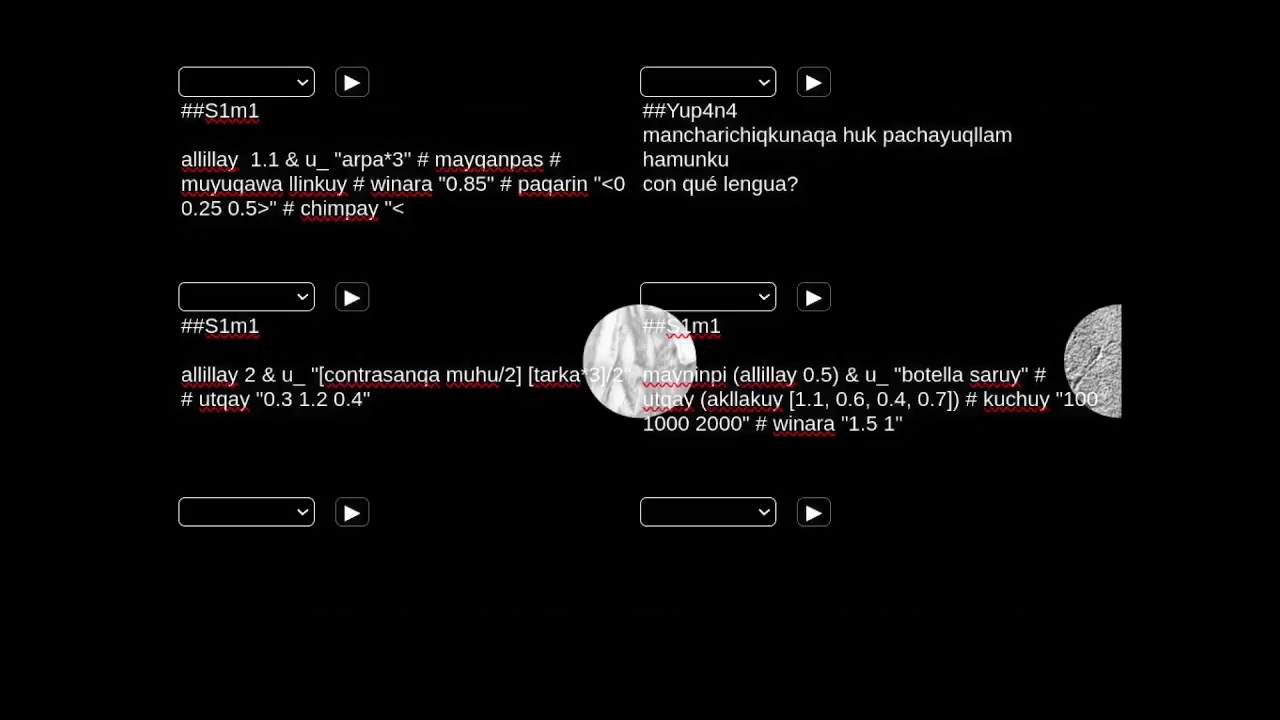 ##S1m1
allillay  1.1 & u_ "arpa*3" # mayqanpas #
muyuqawa llinkuy # winara "0.85" # paqarin "<0
0.25 0.5>" # chimpay "<
##Yup4n4
mancharichiqkunaqa huk pachayuqllam
hamunku
con qué lengua?
##S1m1
allillay 2 & u_ "[contrasanqa muhu/2] [tarka*3]/2"
# utqay "0.3 1.2 0.4"
##S1m1
mayninpi (allillay 0.5) & u_ "botella saruy" #
utqay (akllakuy [1.1, 0.6, 0.4, 0.7]) # kuchuy "100
1000 2000" # winara "1.5 1"